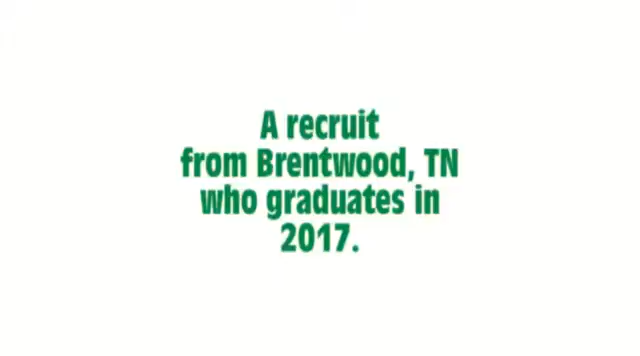 A recruit
from Brentwood, TN
who graduates in
2017.